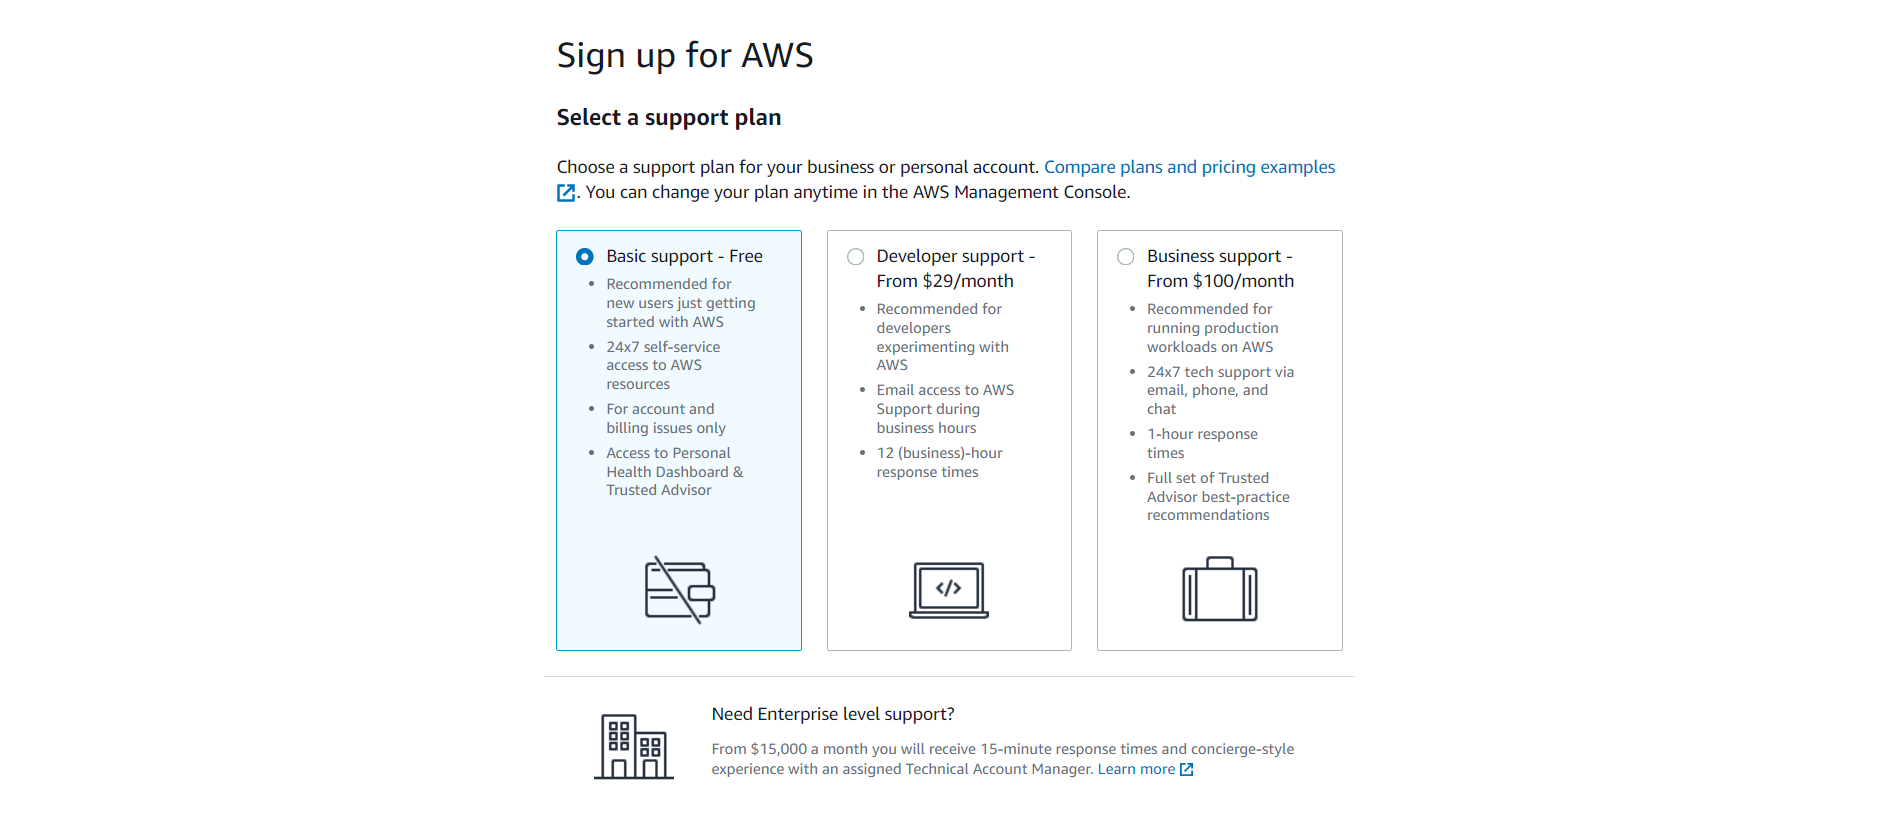 Sign up for AWS
Select a support plan
Choose a support plan for your business or personal account. Compare plans and pricing examples
. You can change your plan anytime in the AWS Management Console.
Basic support - Free
• Recommended for
new users just getting
started with AWS
• 24x7 self-service
access to AWS
resources
• For account and
billing issues only
• Access to Personal
Health Dashboard &
Trusted Advisor
Developer support -
From $29/month
• Recommended for
developers
experimenting with
AWS
• Email access to AWS
Support during
business hours
• 12 (business)-hour
response times
</>
Business support -
From $100/month
• Recommended for
running production
workloads on AWS
• 24x7 tech support via
email, phone, and
chat
• 1-hour response
times
• Full set of Trusted
Advisor best-practice
recommendations
Need Enterprise level support?
From $15,000 a month you will receive 15-minute response times and concierge-style
experience with an assigned Technical Account Manager. Learn more